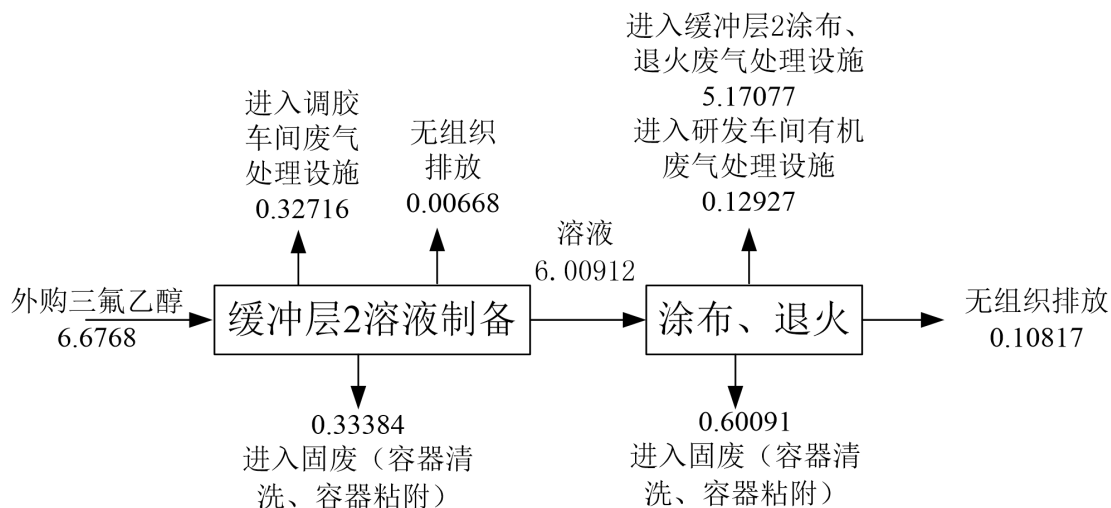 进入缓冲层2涂布、
退火废气处理设施
5.17077
进入研发车间有机
废气处理设施
0.12927
进入调胶
车间废气
处理设施
0.32716
无组织
排放
0.00668
溶液
6.00912
外购三氟乙醇
6.6768
缓冲层2溶液制备
涂布、退火
无组织排放
0.10817
0.33384
进入固废（容器清
洗、容器粘附）
0.60091
进入固废（容器清
洗、容器粘附）